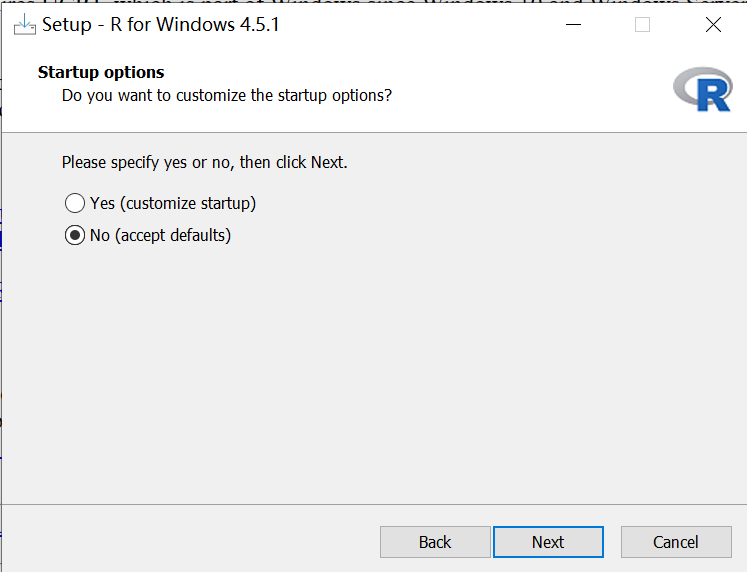 Setup - R for Windows 4.5.1
Startup options
Do you want to customize the startup options?
R
Please specify yes or no, then click Next.
Yes (customize startup)
No (accept defaults)
Back
Next
Cancel